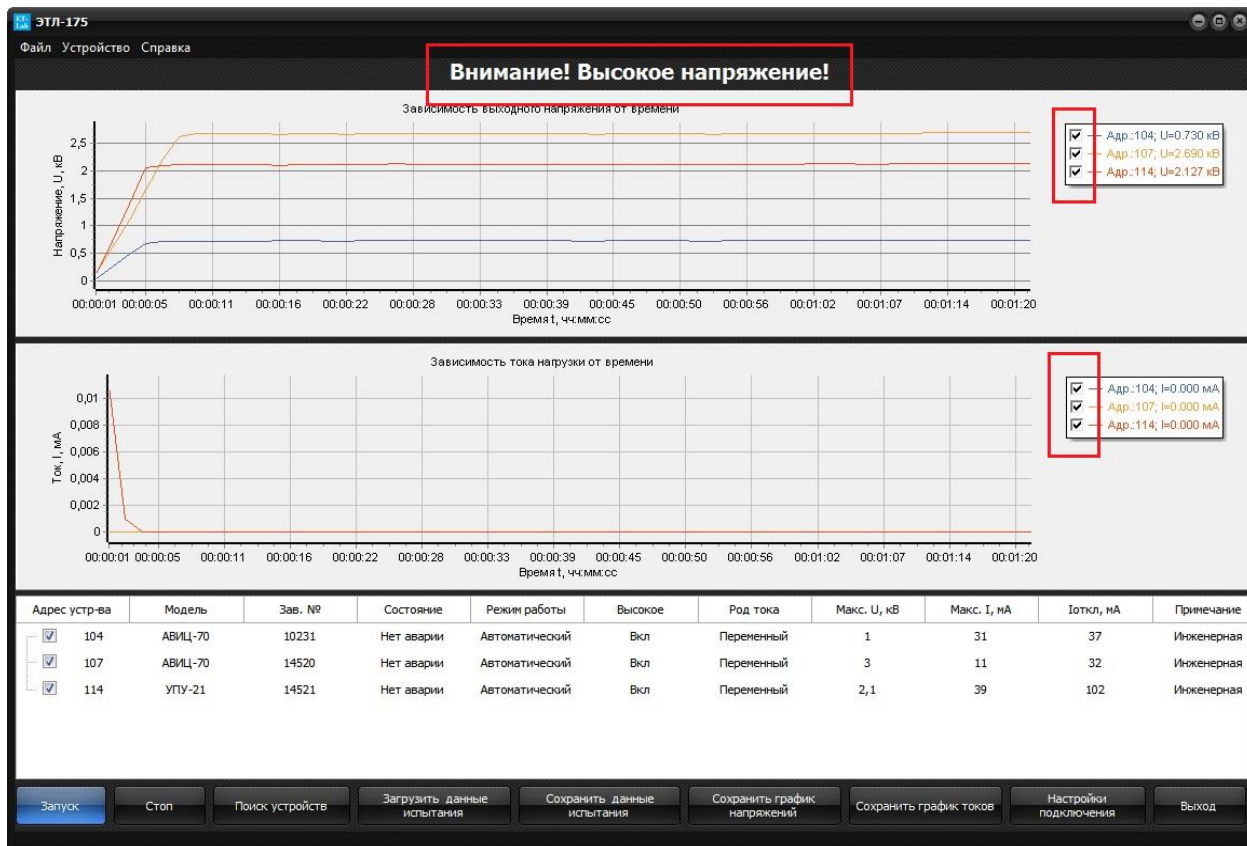 ET-Lab ЭТЛ-175
Файл Устройство Справка
Внимание! Высокое напряжение!
Зависимость выходного напряжения от времени
Напряжение, U, кВ
2,5
2
1,5
1
0,5
0
00:00:01 00:00:05 00:00:11 00:00:16 00:00:22 00:00:28 00:00:33 00:00:39 00:00:45 00:00:50 00:00:56 00:01:02 00:01:07 00:01:14 00:01:20
Время t, чч:мм:сс
Адр.:104; U=0.730 кВ
Адр.:107; U=2.690 кВ
Адр.:114; U=2.127 кВ
Зависимость тока нагрузки от времени
Ток, I, мА
0,01
0,008
0,006
0,004
0,002
0
00:00:01 00:00:05 00:00:11 00:00:16 00:00:22 00:00:28 00:00:33 00:00:39 00:00:45 00:00:50 00:00:56 00:01:02 00:01:07 00:01:14 00:01:20
Время t, чч:мм:сс
Адр.:104; I=0.000 мА
Адр.:107; I=0.000 мА
Адр.:114; I=0.000 мА
Адрес устр-ва Модель Зав. № Состояние Режим работы Высокое Род тока Макс. U, кВ Макс. I, мА Iоткл, мА Примечание
104 АВИЦ-70 10231 Нет аварии Автоматический Вкл Переменный 1 31 37 Инженерная
107 АВИЦ-70 14520 Нет аварии Автоматический Вкл Переменный 3 11 32 Инженерная
114 УПУ-21 14521 Нет аварии Автоматический Вкл Переменный 2,1 39 102 Инженерная
Запуск
Стоп
Поиск устройств
Загрузить данные
испытания
Сохранить данные
испытания
Сохранить график
напряжений
Сохранить график токов
Настройки
подключения
Выход